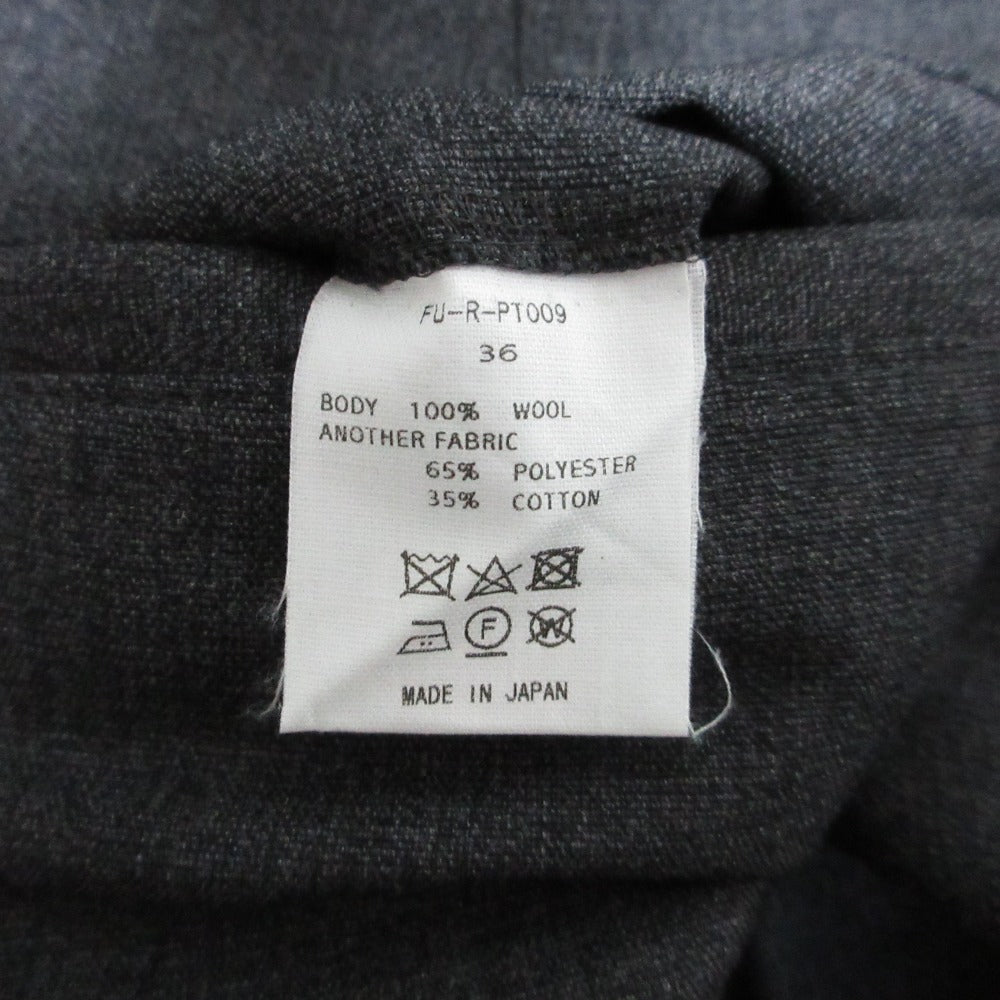 FU-R-PT009
36
BODY 100% WOOL
ANOTHER FABRIC
65% POLYESTER
35% COTTON
F W
MADE IN JAPAN